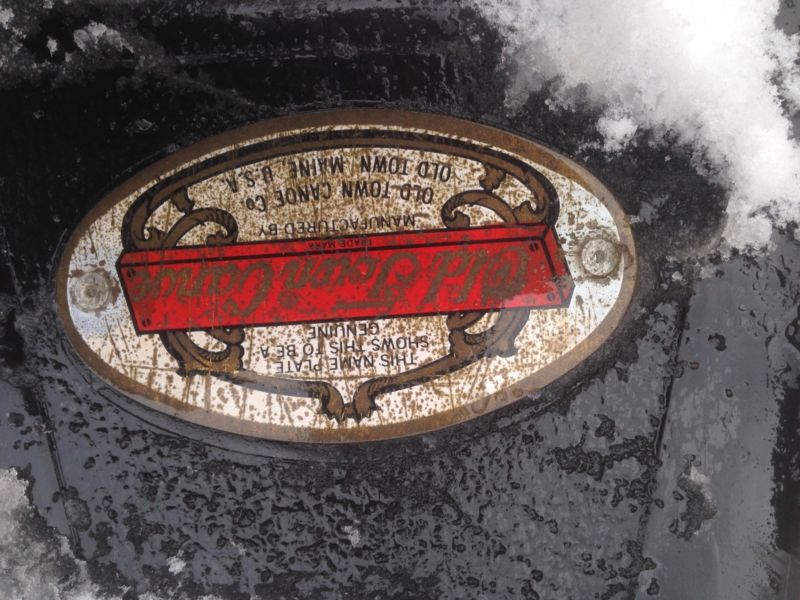 THIS NAME PLATE
SHOWS THIS TO BE A
GENUINE
Old Town Canoe
TRADE MARK
MANUFACTURED BY
OLD TOWN CANOE Co
OLD TOWN, MAINE, U.S.A.